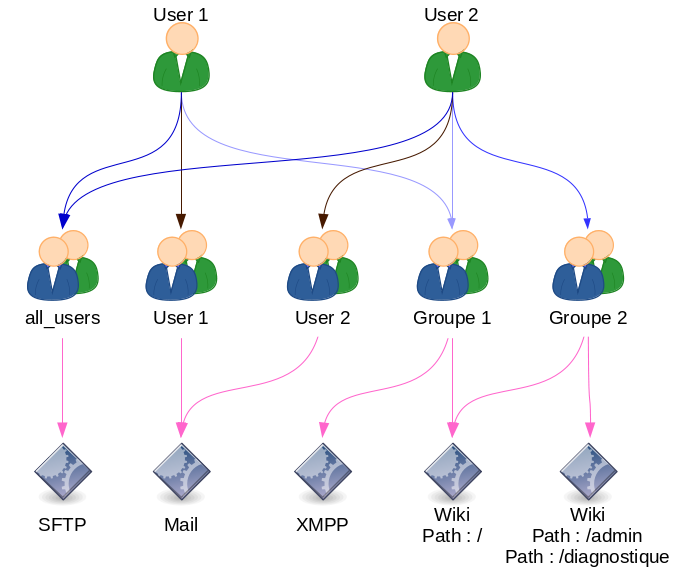 User 1
User 2
all_users
User 1
User 2
Groupe 1
Groupe 2
SFTP
Mail
XMPP
Wiki
Path : /
Wiki
Path : /admin
Path : /diagnostique